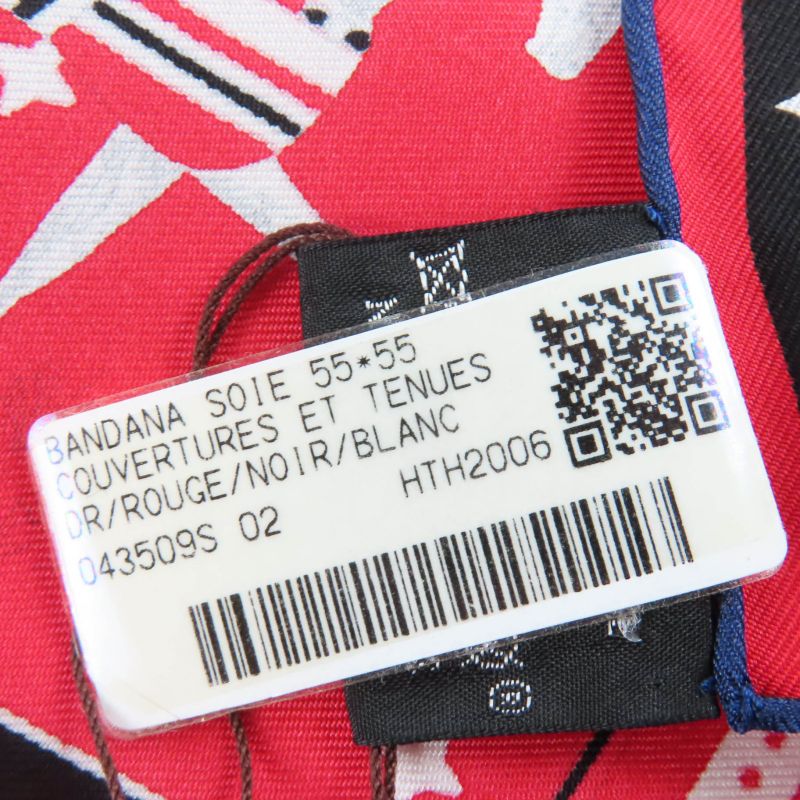 BANDANA SOIE 55*55
COUVERTURES ET TENUES
DR/ROUGE/NOIR/BLANC
043509S 02 HTH2006